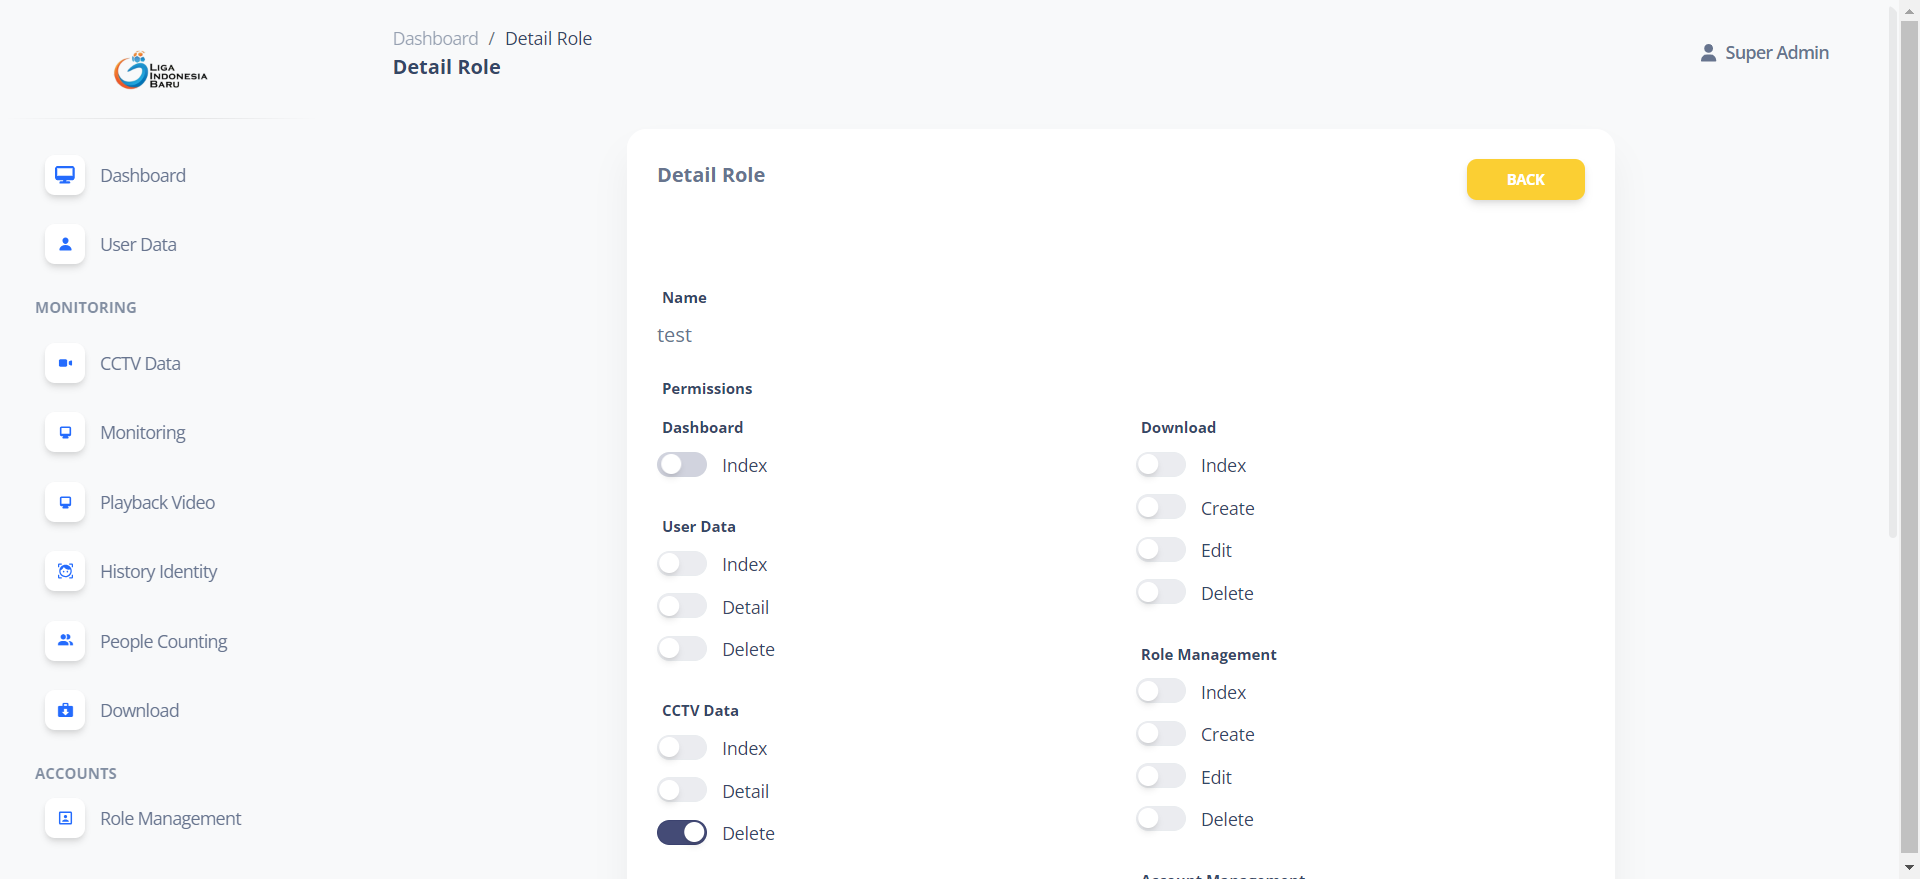 LIGA
INDONESIA
BARU
Dashboard
User Data
MONITORING
CCTV Data
Monitoring
Playback Video
History Identity
People Counting
Download
ACCOUNTS
Role Management
Dashboard / Detail Role
Detail Role
Super Admin
Detail Role
BACK
Name
test
Permissions
Dashboard
Index
User Data
Index
Detail
Delete
CCTV Data
Index
Detail
Delete
Download
Index
Create
Edit
Delete
Role Management
Index
Create
Edit
Delete